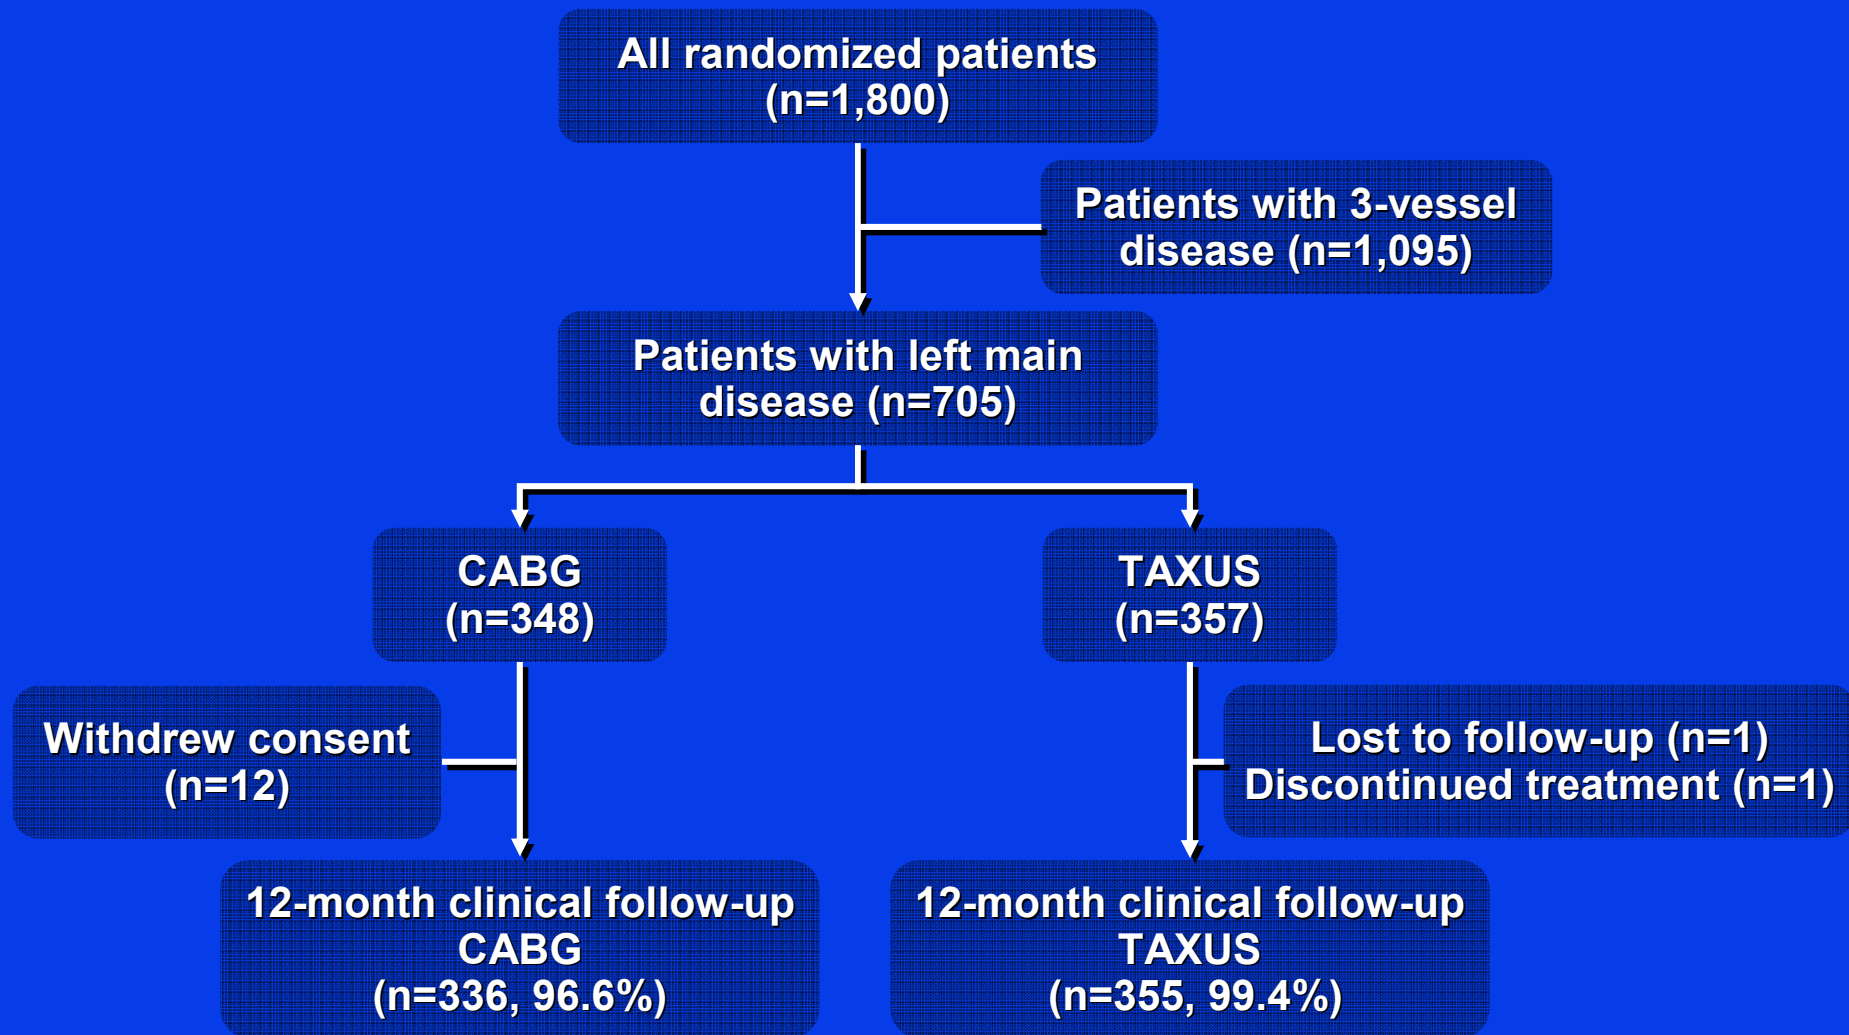 All randomized patients
(n=1,800)
Patients with 3-vessel
disease (n=1,095)
Patients with left main
disease (n=705)
CABG
(n=348)
TAXUS
(n=357)
Withdrew consent
(n=12)
Lost to follow-up (n=1)
Discontinued treatment (n=1)
12-month clinical follow-up
CABG
(n=336, 96.6%)
12-month clinical follow-up
TAXUS
(n=355, 99.4%)